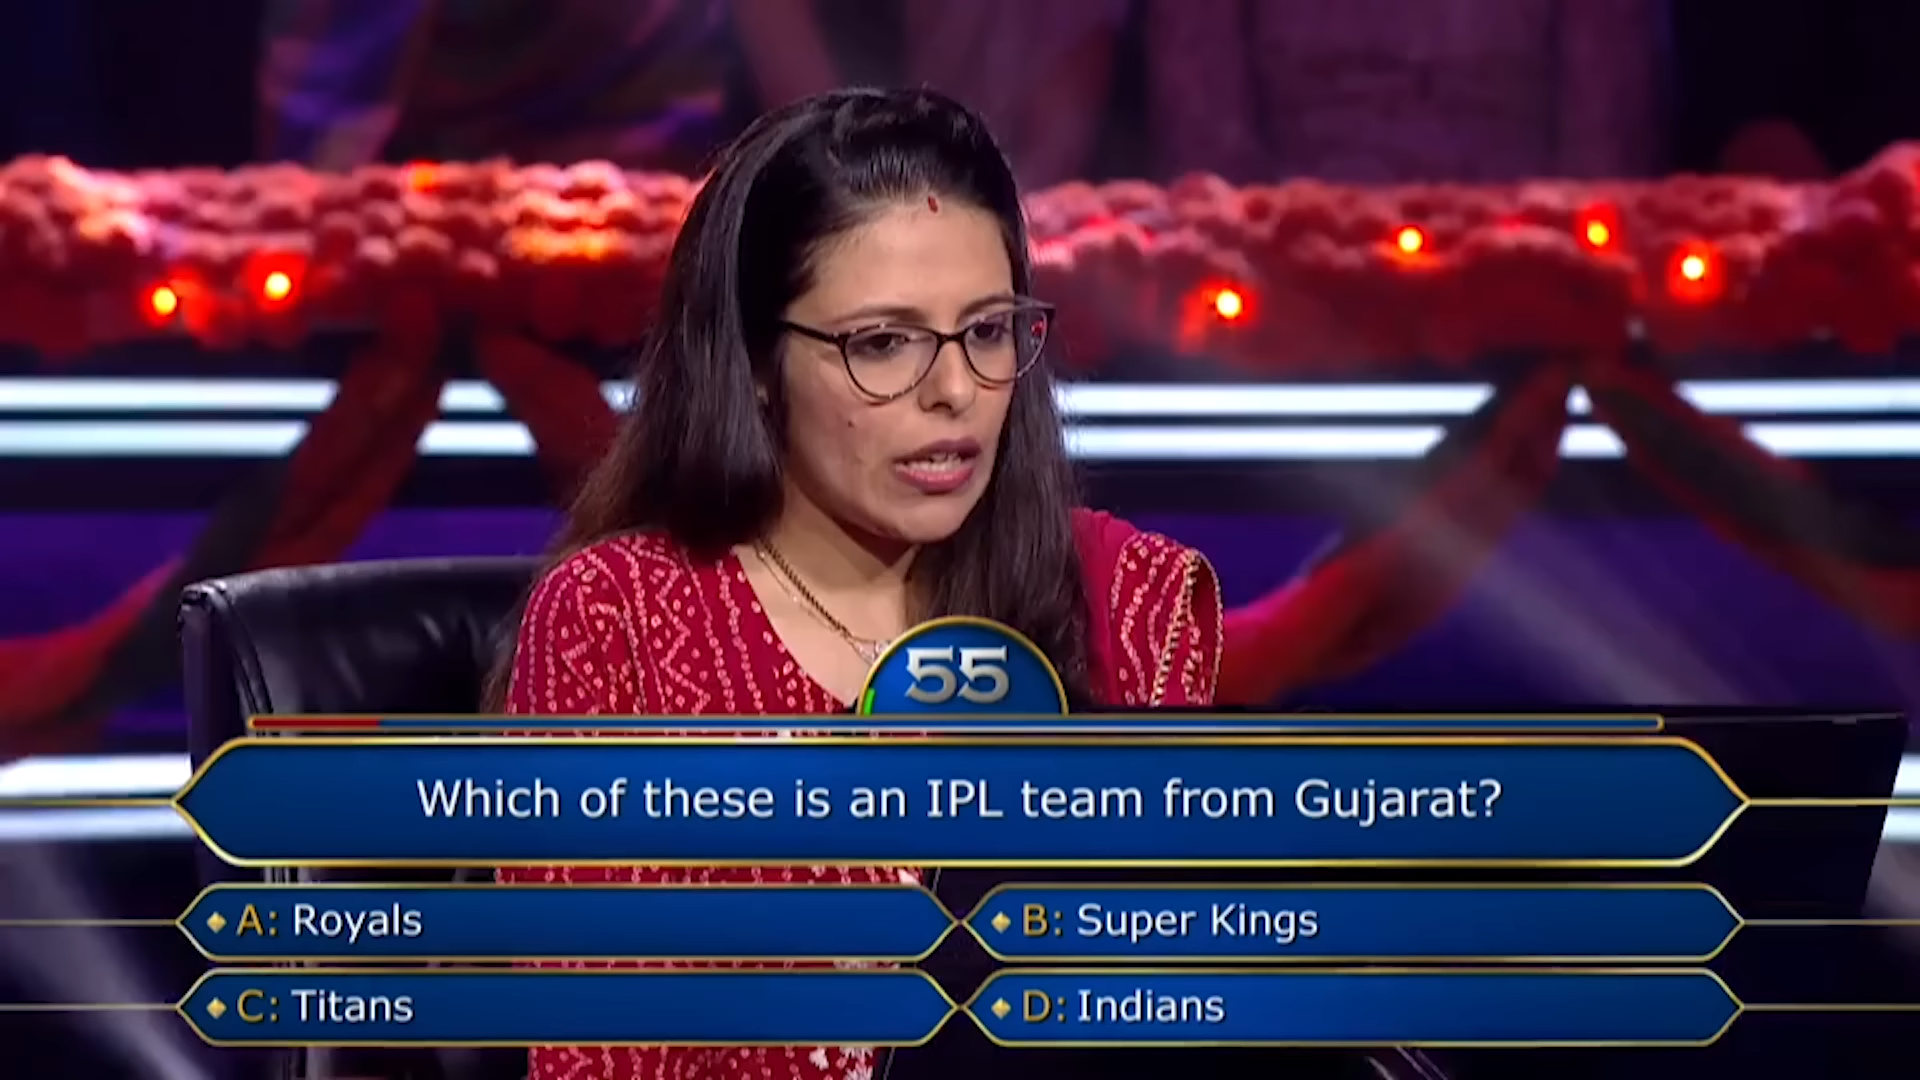 55
Which of these is an IPL team from Gujarat?
A: Royals
B: Super Kings
C: Titans
D: Indians